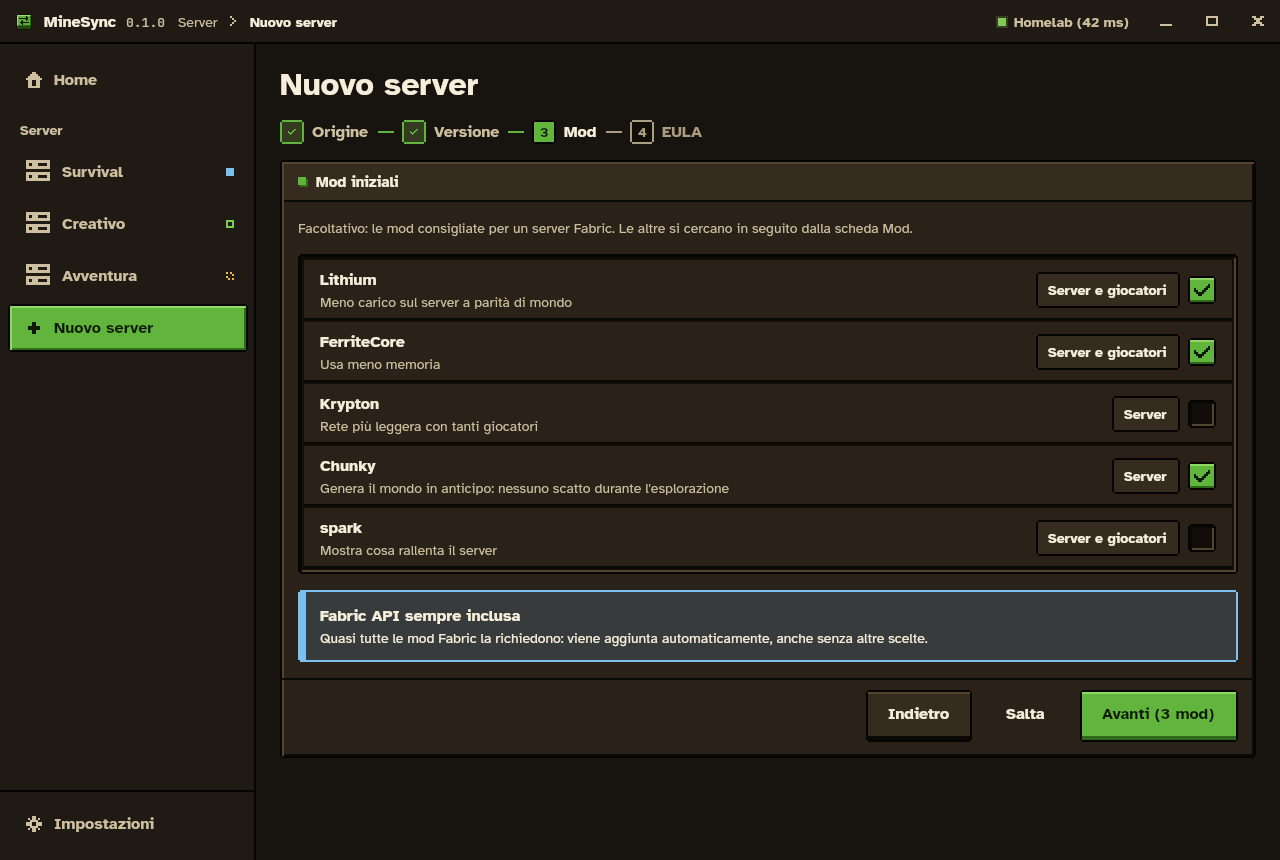 MineSync 0.1.0 Server Nuovo server
Homelab (42 ms)
Home
Server
Survival
Creativo
Avventura
Nuovo server
Impostazioni
Nuovo server
Origine Versione 3 Mod 4 EULA
Mod iniziali
Facoltativo: le mod consigliate per un server Fabric. Le altre si cercano in seguito dalla scheda Mod.
Lithium
Meno carico sul server a parità di mondo
Server e giocatori
FerriteCore
Usa meno memoria
Server e giocatori
Krypton
Rete più leggera con tanti giocatori
Server
Chunky
Genera il mondo in anticipo: nessuno scatto durante l'esplorazione
Server
spark
Mostra cosa rallenta il server
Server e giocatori
Fabric API sempre inclusa
Quasi tutte le mod Fabric la richiedono: viene aggiunta automaticamente, anche senza altre scelte.
Indietro Salta Avanti (3 mod)